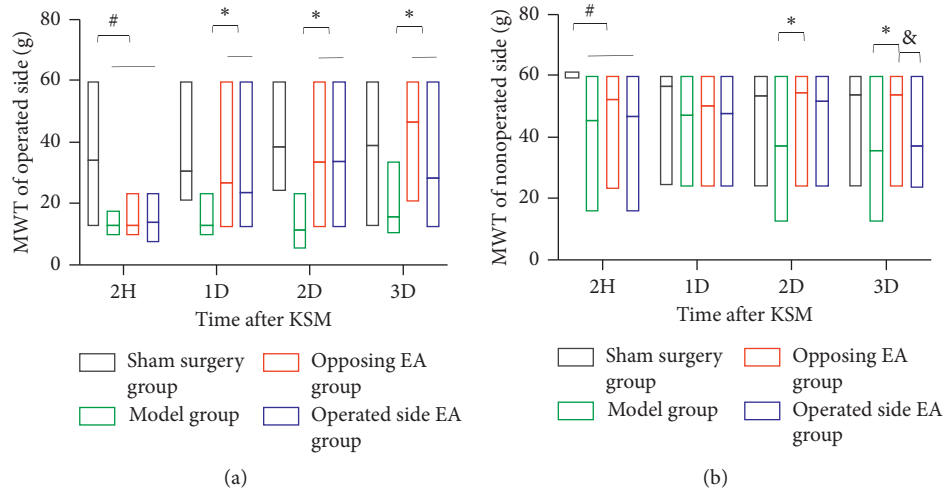 80
60
40
20
0
MWT of operated side (g)
#
*
*
*
2H
1D
2D
3D
Time after KSM
Sham surgery
group
Opposing EA
group
Model group
Operated side EA
group
(a)
80
60
40
20
0
MWT of nonoperated side (g)
#
*
*
&
2H
1D
2D
3D
Time after KSM
Sham surgery
group
Opposing EA
group
Model group
Operated side EA
group
(b)